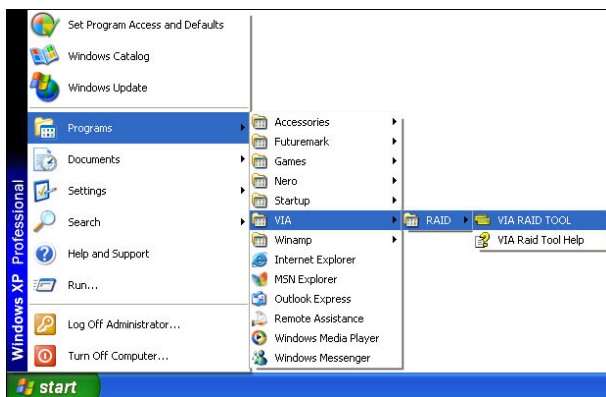 Set Program Access and Defaults
Windows Catalog
Windows Update
Programs
Documents
Settings
Search
Help and Support
Run...
Log Off Administrator...
Turn Off Computer...
Windows XP Professional
start
Accessories
Futuremark
Games
Nero
Startup
VIA
Winamp
Internet Explorer
MSN Explorer
Outlook Express
Remote Assistance
Windows Media Player
Windows Messenger
RAID
VIA RAID TOOL
VIA Raid Tool Help